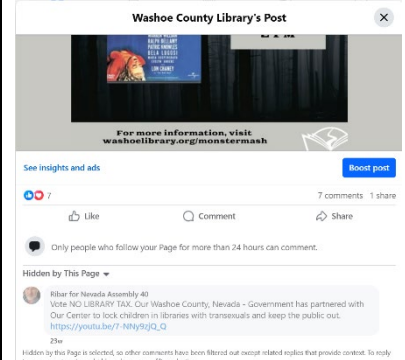 Washoe County Library's Post
WARREN WILLIAM
RALPH BELLAMY
PATRIC KNOWLES
BELA LUGOSI
LON CHANEY
For more information, visit
washoelibrary.org/monstermash
See insights and ads
Boost post
7
7 comments 1 share
Like
Comment
Share
Only people who follow your Page for more than 24 hours can comment.
Hidden by This Page
Ribar for Nevada Assembly 40
Vote NO LIBRARY TAX. Our Washoe County, Nevada - Government has partnered with
Our Center to lock children in libraries with transexuals and keep the public out.
https://youtu.be/7-NNy9zjQ_Q
23w
Hidden by this Page is selected, so other comments have been filtered out except related replies that provide context. To reply